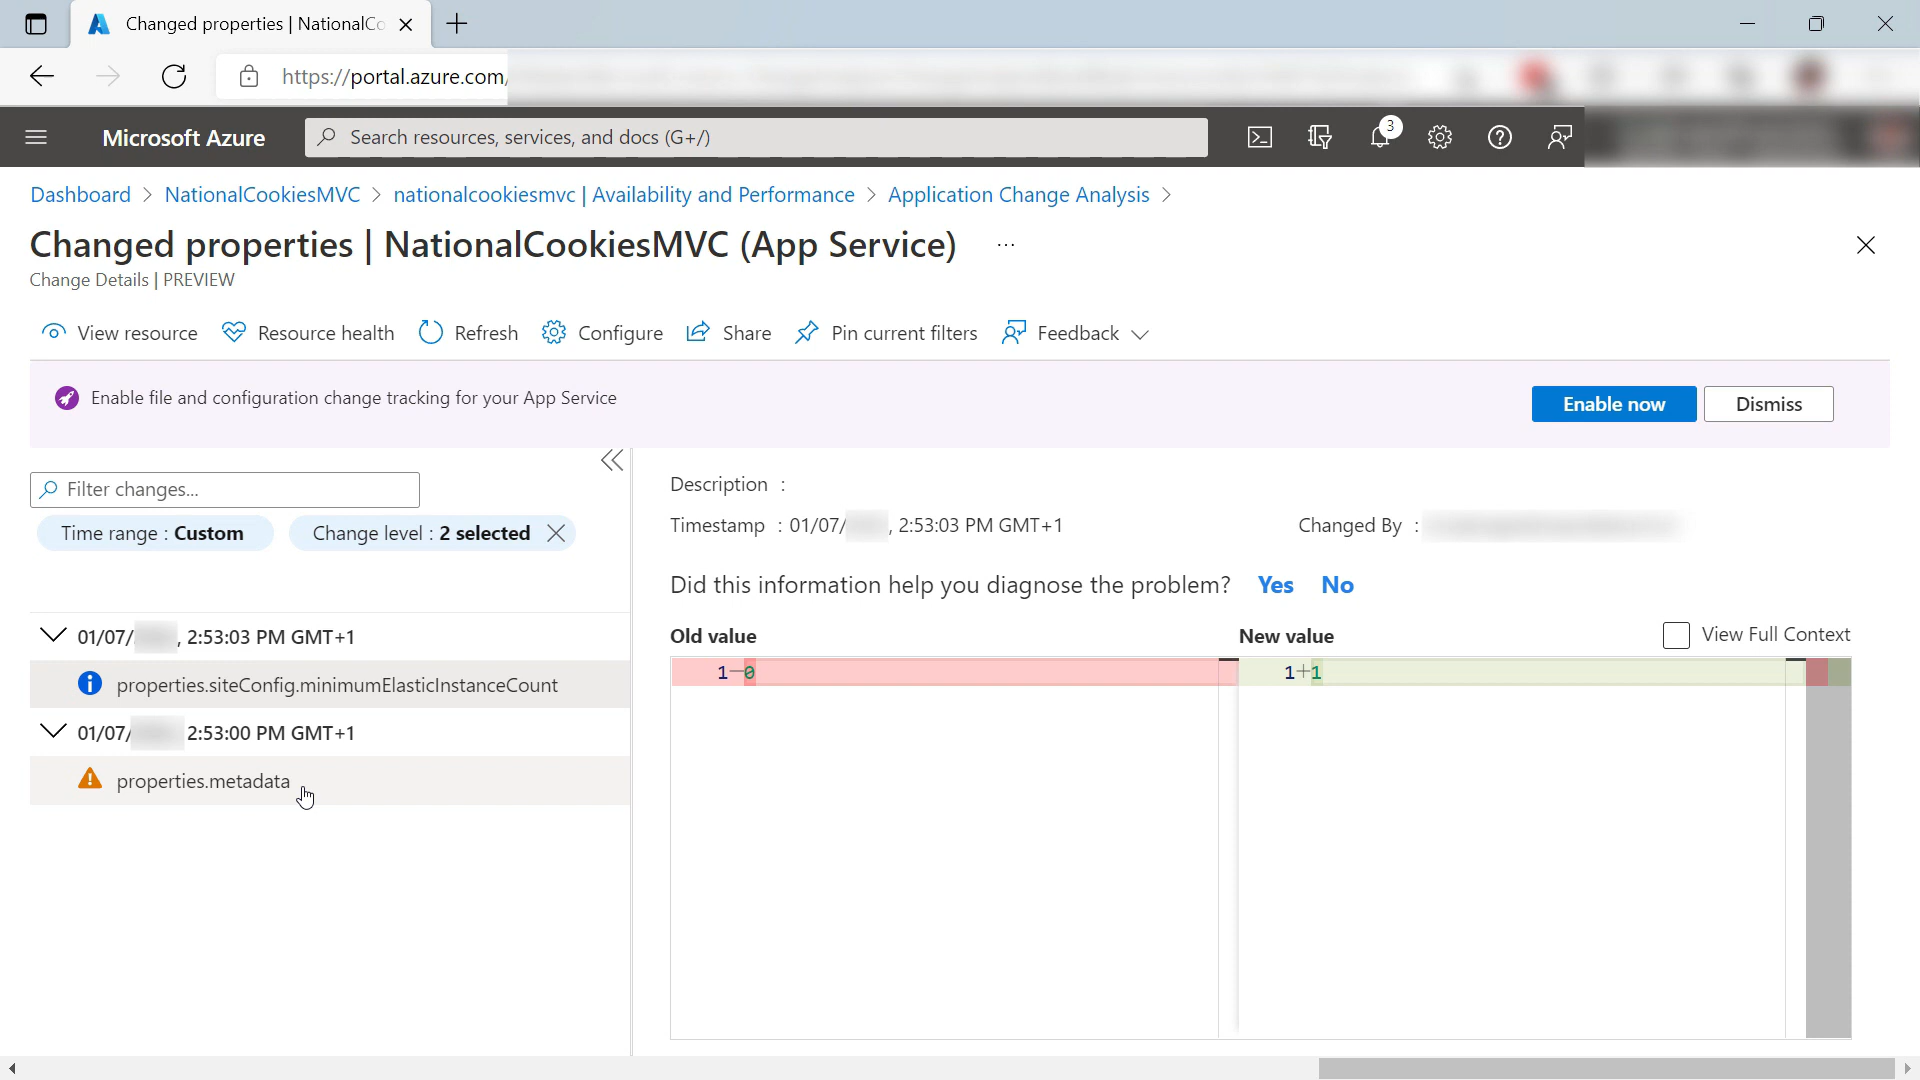 Changed properties | NationalCo
https://portal.azure.com/
Microsoft Azure
Search resources, services, and docs (G+/)
3
Dashboard > NationalCookiesMVC > nationalcookiesmvc | Availability and Performance > Application Change Analysis >
Changed properties | NationalCookiesMVC (App Service) ...
Change Details | PREVIEW
View resource Resource health Refresh Configure Share Pin current filters Feedback
Enable file and configuration change tracking for your App Service
Enable now Dismiss
Filter changes...
Time range : Custom Change level : 2 selected
01/07/ , 2:53:03 PM GMT+1
properties.siteConfig.minimumElasticInstanceCount
01/07/ 2:53:00 PM GMT+1
properties.metadata
Description :
Timestamp : 01/07/ , 2:53:03 PM GMT+1 Changed By :
Did this information help you diagnose the problem? Yes No
Old value New value View Full Context
1-0 1+1